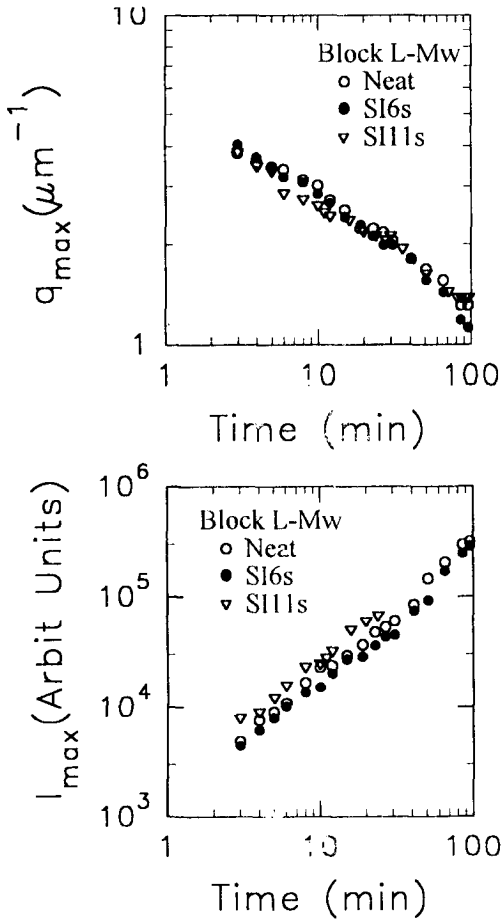 10
q_max(μm^−1)
1
Block L-Mw
Neat
SI6s
SI11s
1 10 100
Time (min)
10^6
10^5
10^4
10^3
I_max(Arbit Units)
Block L-Mw
Neat
SI6s
SI11s
1 10 100
Time (min)